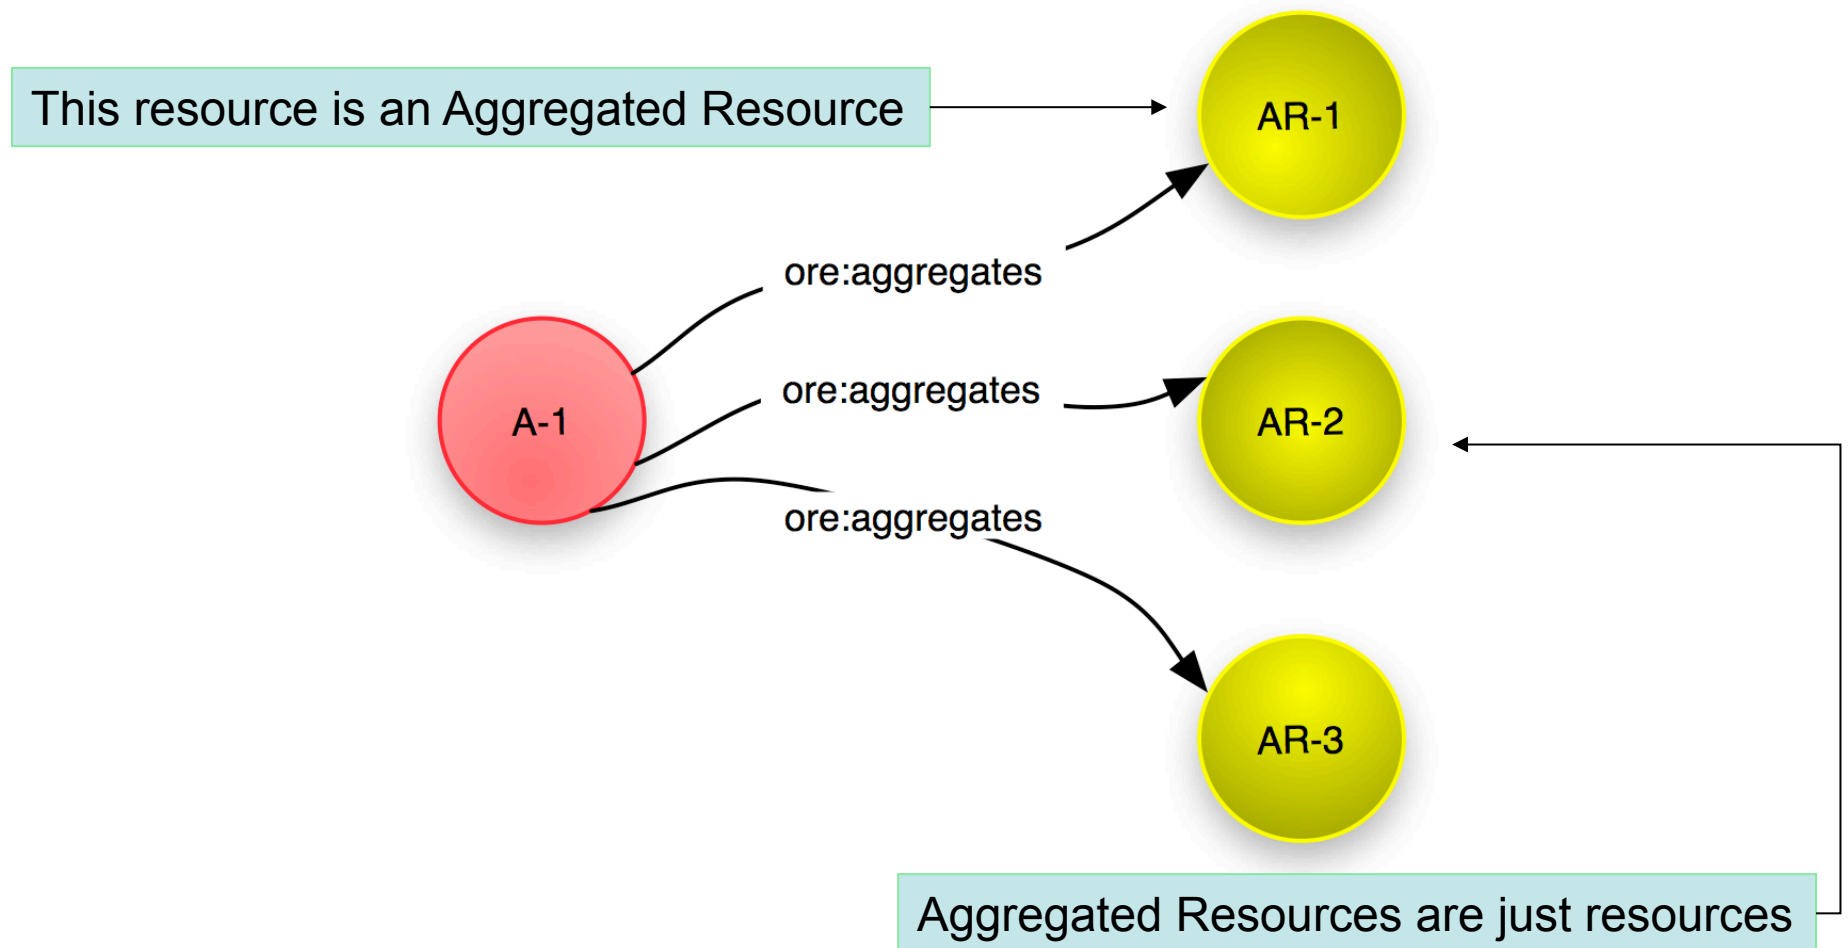 This resource is an Aggregated Resource
AR-1
ore:aggregates
ore:aggregates
A-1
AR-2
ore:aggregates
AR-3
Aggregated Resources are just resources